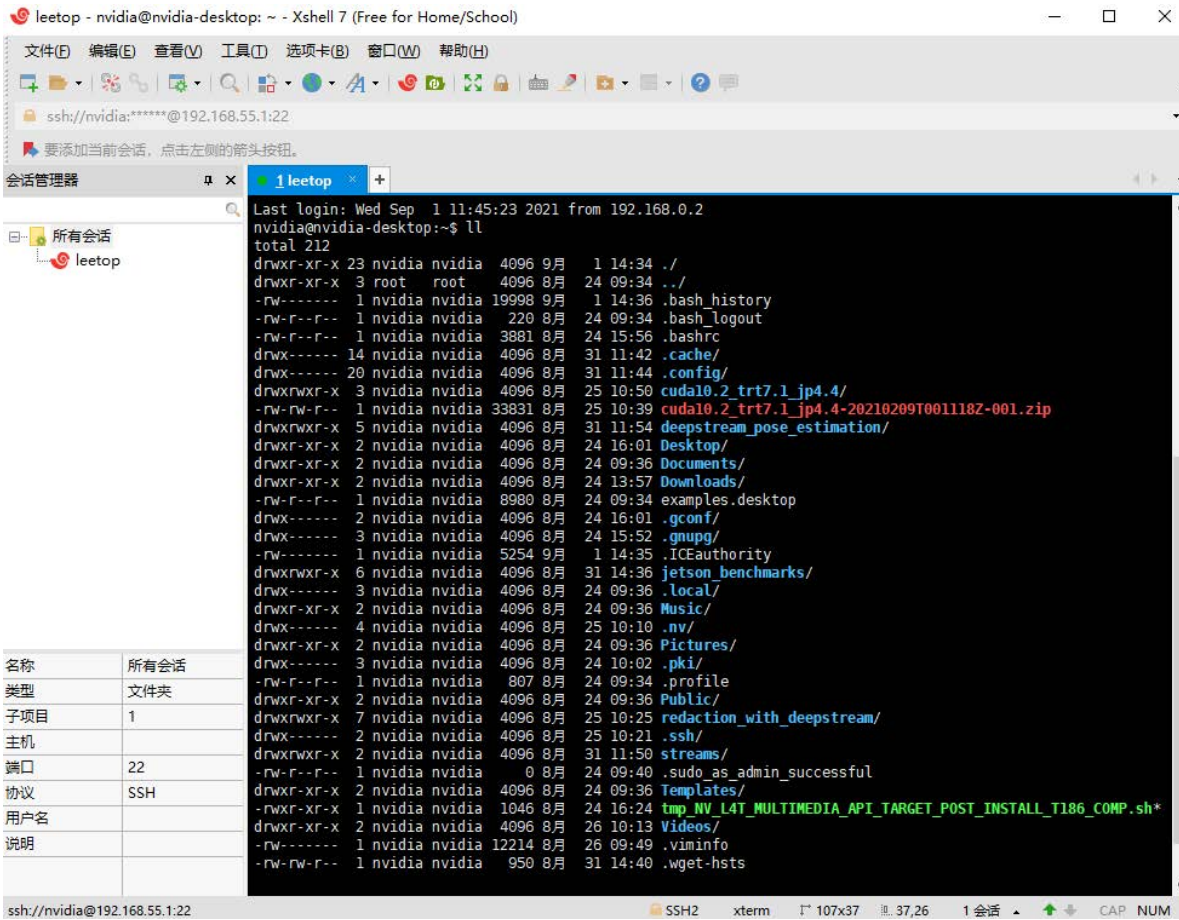 leetop - nvidia@nvidia-desktop: ~ - Xshell 7 (Free for Home/School)
文件(F) 编辑(E) 查看(V) 工具(T) 选项卡(B) 窗口(W) 帮助(H)
ssh://nvidia:******@192.168.55.1:22
要添加当前会话，点击左侧的箭头按钮。
会话管理器
1 leetop
所有会话
leetop
Last login: Wed Sep  1 11:45:23 2021 from 192.168.0.2
nvidia@nvidia-desktop:~$ ll
total 212
drwxr-xr-x 23 nvidia nvidia  4096 9月   1 14:34 ./
drwxr-xr-x  3 root   root    4096 8月  24 09:34 ../
-rw-------  1 nvidia nvidia 19998 9月   1 14:36 .bash_history
-rw-r--r--  1 nvidia nvidia   220 8月  24 09:34 .bash_logout
-rw-r--r--  1 nvidia nvidia  3881 8月  24 15:56 .bashrc
drwx------ 14 nvidia nvidia  4096 8月  31 11:42 .cache/
drwx------ 20 nvidia nvidia  4096 8月  31 11:44 .config/
drwxrwxr-x  3 nvidia nvidia  4096 8月  25 10:50 cuda10.2_trt7.1_jp4.4/
-rw-rw-r--  1 nvidia nvidia 33831 8月  25 10:39 cuda10.2_trt7.1_jp4.4-20210209T001118Z-001.zip
drwxrwxr-x  5 nvidia nvidia  4096 8月  31 11:54 deepstream_pose_estimation/
drwxr-xr-x  2 nvidia nvidia  4096 8月  24 16:01 Desktop/
drwxr-xr-x  2 nvidia nvidia  4096 8月  24 09:36 Documents/
drwxr-xr-x  2 nvidia nvidia  4096 8月  24 13:57 Downloads/
-rw-r--r--  1 nvidia nvidia  8980 8月  24 09:34 examples.desktop
drwx------  2 nvidia nvidia  4096 8月  24 16:01 .gconf/
drwx------  3 nvidia nvidia  4096 8月  24 15:52 .gnupg/
-rw-------  1 nvidia nvidia  5254 9月   1 14:35 .ICEauthority
drwxrwxr-x  6 nvidia nvidia  4096 8月  31 14:36 jetson_benchmarks/
drwx------  3 nvidia nvidia  4096 8月  24 09:36 .local/
drwxr-xr-x  2 nvidia nvidia  4096 8月  24 09:36 Music/
drwx------  4 nvidia nvidia  4096 8月  25 10:10 .nv/
drwxr-xr-x  2 nvidia nvidia  4096 8月  24 09:36 Pictures/
drwx------  3 nvidia nvidia  4096 8月  24 10:02 .pki/
-rw-r--r--  1 nvidia nvidia   807 8月  24 09:34 .profile
drwxr-xr-x  2 nvidia nvidia  4096 8月  24 09:36 Public/
drwxrwxr-x  7 nvidia nvidia  4096 8月  25 10:25 redaction_with_deepstream/
drwx------  2 nvidia nvidia  4096 8月  25 10:21 .ssh/
drwxrwxr-x  2 nvidia nvidia  4096 8月  31 11:50 streams/
-rw-r--r--  1 nvidia nvidia     0 8月  24 09:40 .sudo_as_admin_successful
drwxr-xr-x  2 nvidia nvidia  4096 8月  24 09:36 Templates/
-rwxr-xr-x  1 nvidia nvidia  1046 8月  24 16:24 tmp_NV_L4T_MULTIMEDIA_API_TARGET_POST_INSTALL_T186_COMP.sh*
drwxr-xr-x  2 nvidia nvidia  4096 8月  26 10:13 Videos/
-rw-------  1 nvidia nvidia 12214 8月  26 09:49 .viminfo
-rw-rw-r--  1 nvidia nvidia   950 8月  31 14:40 .wget-hsts
名称 所有会话
类型 文件夹
子项目 1
主机
端口 22
协议 SSH
用户名
说明
ssh://nvidia@192.168.55.1:22 SSH2 xterm 107x37 37,26 1 会话 CAP NUM